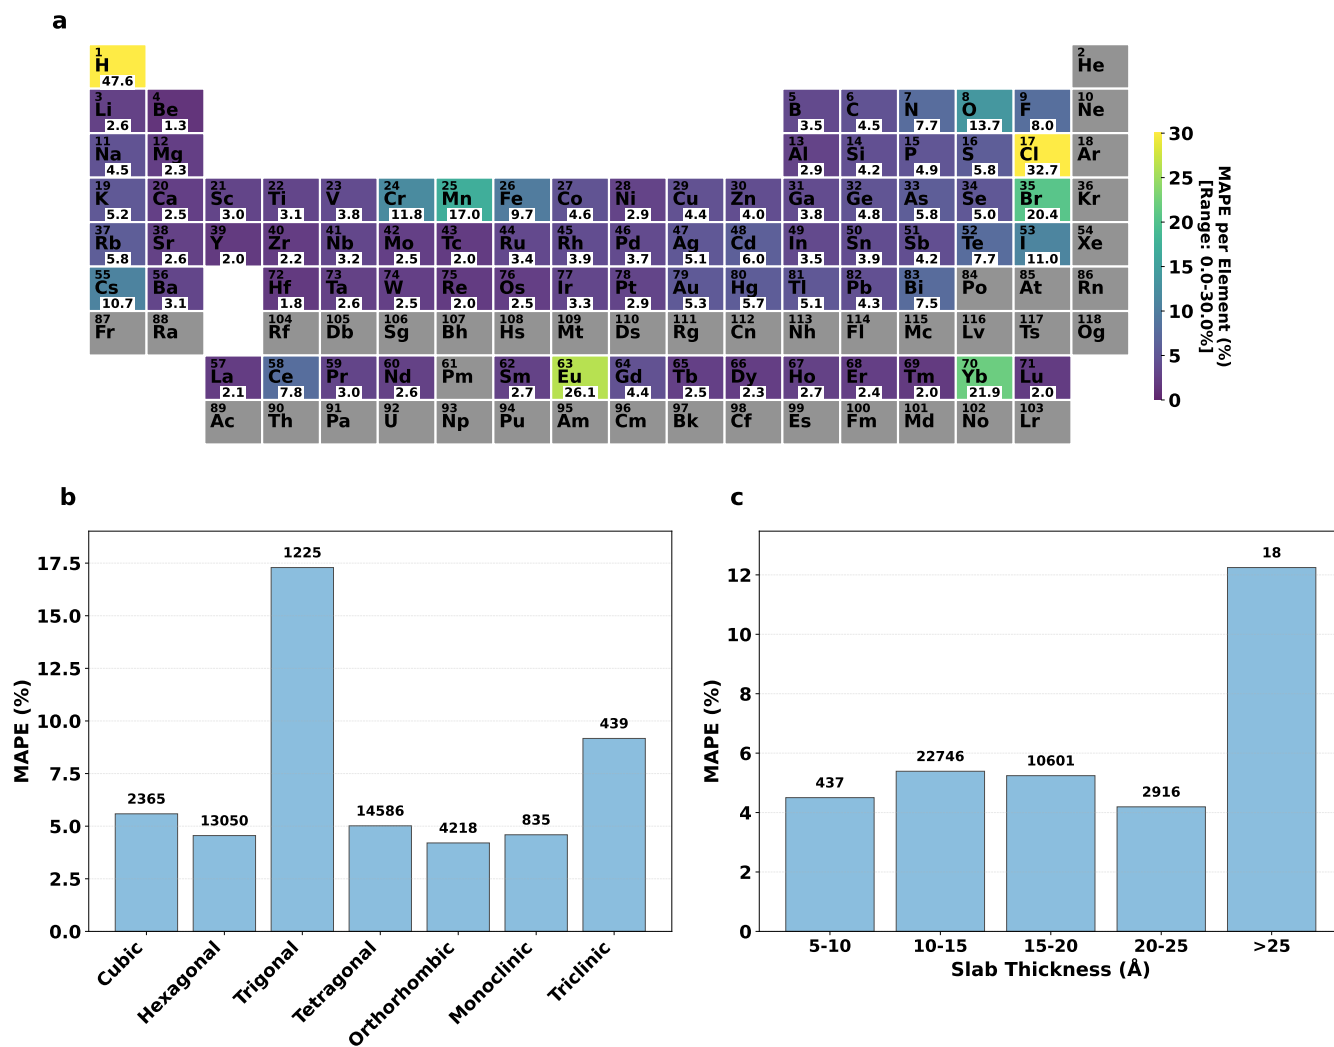 a
1 2
H He
47.6
3 4 5 6 7 8 9 10
Li Be B C N O F Ne
2.6 1.3 3.5 4.5 7.7 13.7 8.0
11 12 13 14 15 16 17 18
Na Mg Al Si P S Cl Ar
4.5 2.3 2.9 4.2 4.9 5.8 32.7
19 20 21 22 23 24 25 26 27 28 29 30 31 32 33 34 35 36
K Ca Sc Ti V Cr Mn Fe Co Ni Cu Zn Ga Ge As Se Br Kr
5.2 2.5 3.0 3.1 3.8 11.8 17.0 9.7 4.6 2.9 4.4 4.0 3.8 4.8 5.8 5.0 20.4
37 38 39 40 41 42 43 44 45 46 47 48 49 50 51 52 53 54
Rb Sr Y Zr Nb Mo Tc Ru Rh Pd Ag Cd In Sn Sb Te I Xe
5.8 2.6 2.0 2.2 3.2 2.5 2.0 3.4 3.9 3.7 5.1 6.0 3.5 3.9 4.2 7.7 11.0
55 56 72 73 74 75 76 77 78 79 80 81 82 83 84 85 86
Cs Ba Hf Ta W Re Os Ir Pt Au Hg Tl Pb Bi Po At Rn
10.7 3.1 1.8 2.6 2.5 2.0 2.5 3.3 2.9 5.3 5.7 5.1 4.3 7.5
87 88 104 105 106 107 108 109 110 111 112 113 114 115 116 117 118
Fr Ra Rf Db Sg Bh Hs Mt Ds Rg Cn Nh Fl Mc Lv Ts Og
57 58 59 60 61 62 63 64 65 66 67 68 69 70 71
La Ce Pr Nd Pm Sm Eu Gd Tb Dy Ho Er Tm Yb Lu
2.1 7.8 3.0 2.6 2.7 26.1 4.4 2.5 2.3 2.7 2.4 2.0 21.9 2.0
89 90 91 92 93 94 95 96 97 98 99 100 101 102 103
Ac Th Pa U Np Pu Am Cm Bk Cf Es Fm Md No Lr
30
25
20
15
10
5
0
MAPE per Element (%)
[Range: 0.0-30.0%]
b
MAPE (%)
17.5
15.0
12.5
10.0
7.5
5.0
2.5
0.0
2365
13050
1225
14586
4218
835
439
Cubic
Hexagonal
Trigonal
Tetragonal
Orthorhombic
Monoclinic
Triclinic
c
MAPE (%)
12
10
8
6
4
2
0
437
22746
10601
2916
18
5-10 10-15 15-20 20-25 >25
Slab Thickness (Å)